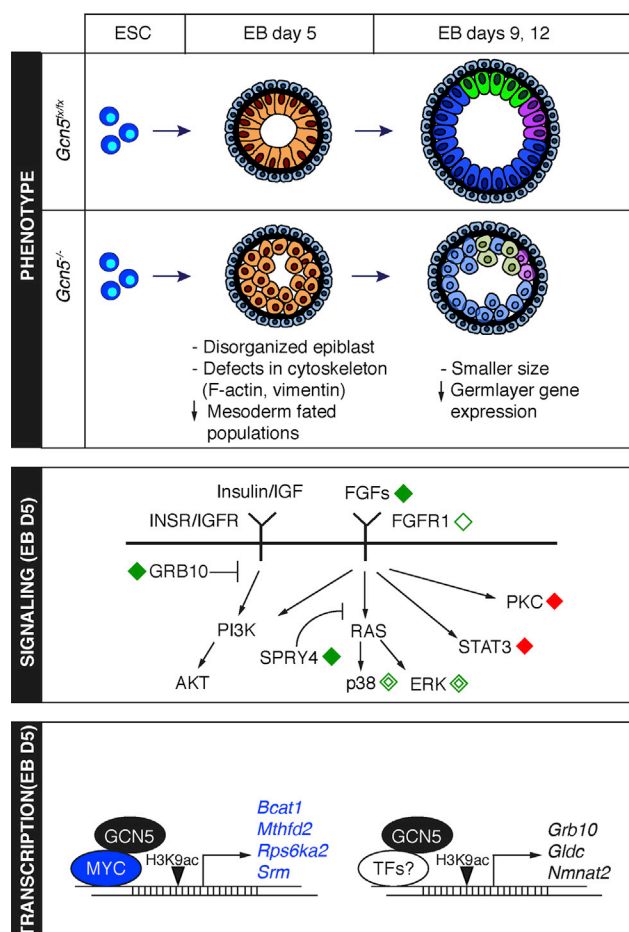 ESC
EB day 5
EB days 9, 12
PHENOTYPE
Gcn5fx/fx
Gcn5-/-
- Disorganized epiblast
- Defects in cytoskeleton
(F-actin, vimentin)
↓ Mesoderm fated
populations
- Smaller size
↓ Germlayer gene
expression
SIGNALING (EB D5)
Insulin/IGF
FGFs
INSR/IGFR
FGFR1
GRB10
PKC
PI3K
RAS
STAT3
SPRY4
AKT
p38
ERK
TRANSCRIPTION(EB D5)
GCN5
MYC
H3K9ac
Bcat1
Mthfd2
Rps6ka2
Srm
GCN5
TFs?
H3K9ac
Grb10
Gldc
Nmnat2